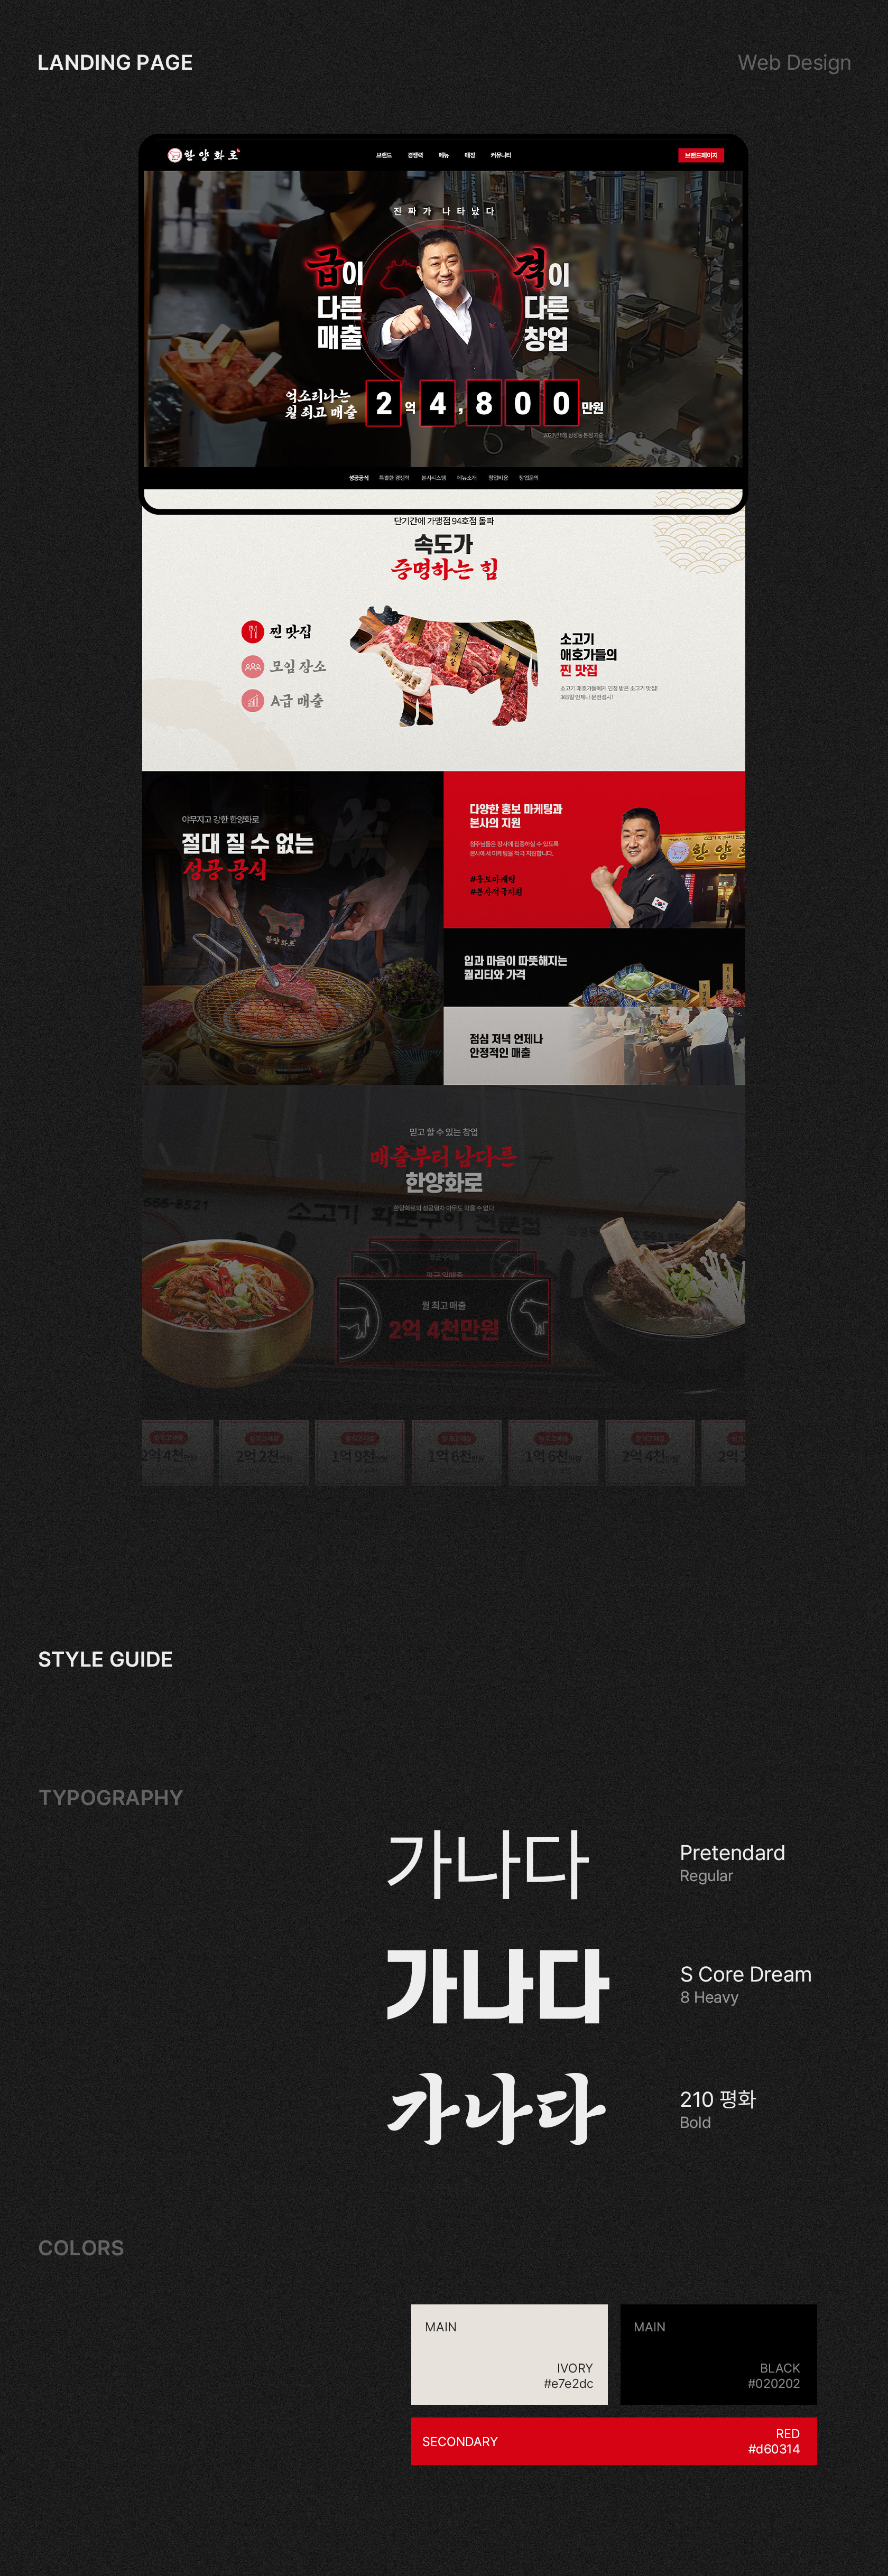 LANDING PAGE
Web Design
한양화로
브랜드 경쟁력 메뉴 매장 커뮤니티
브랜드페이지
진짜가 나타났다
급이
다른
매출
격이
다른
창업
억소리나는
월 최고 매출
2억 4,800만원
성공공식 특별한 경쟁력 본사시스템 메뉴소개 창업비용 창업문의
단기간에 가맹점 94호점 돌파
속도가
증명하는 힘
찐 맛집
모임 장소
A급 매출
소고기
애호가들의
찐 맛집
소고기 애호가들에게 인정 받은 소고기 맛집!
365일 언제나 문전성시!
야무지고 강한 한양화로
절대 질 수 없는
성공 공식
한양화로
다양한 홍보 마케팅과
본사의 지원
점주님들은 장사에 집중하실 수 있도록
본사에서 마케팅을 적극 지원합니다.
#홍보마케팅
#본사적극지원
한양화
입과 마음이 따뜻해지는
퀄리티와 가격
점심 저녁 언제나
안정적인 매출
믿고 할 수 있는 창업
매출부터 남다른
한양화로
한양화로의 성공열차 아무도 막을 수 없다
소고기 화로구이 전문점
월 최고 매출
2억 4천만원
2억 4천만원
2억 2천만원
1억 9천만원
1억 6천만원
1억 6천만원
2억 4천만원
2억 2
STYLE GUIDE
TYPOGRAPHY
가나다
Pretendard
Regular
가나다
S Core Dream
8 Heavy
가나다
210 평화
Bold
COLORS
MAIN
IVORY
#e7e2dc
MAIN
BLACK
#020202
SECONDARY
RED
#d60314